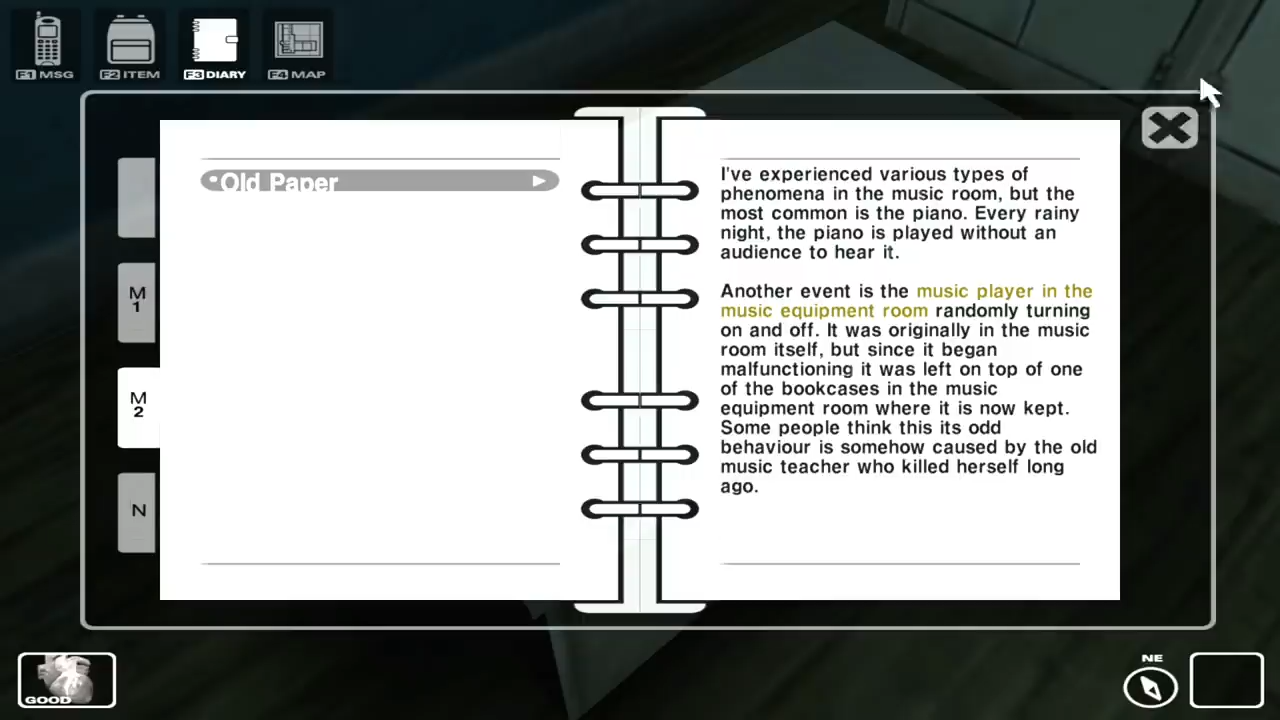 F1 MSG
F2 ITEM
F3 DIARY
F4 MAP
M
1
M
2
N
•Old Paper
I've experienced various types of
phenomena in the music room, but the
most common is the piano. Every rainy
night, the piano is played without an
audience to hear it.
Another event is the music player in the
music equipment room randomly turning
on and off. It was originally in the music
room itself, but since it began
malfunctioning it was left on top of one
of the bookcases in the music
equipment room where it is now kept.
Some people think this its odd
behaviour is somehow caused by the old
music teacher who killed herself long
ago.
GOOD
NE